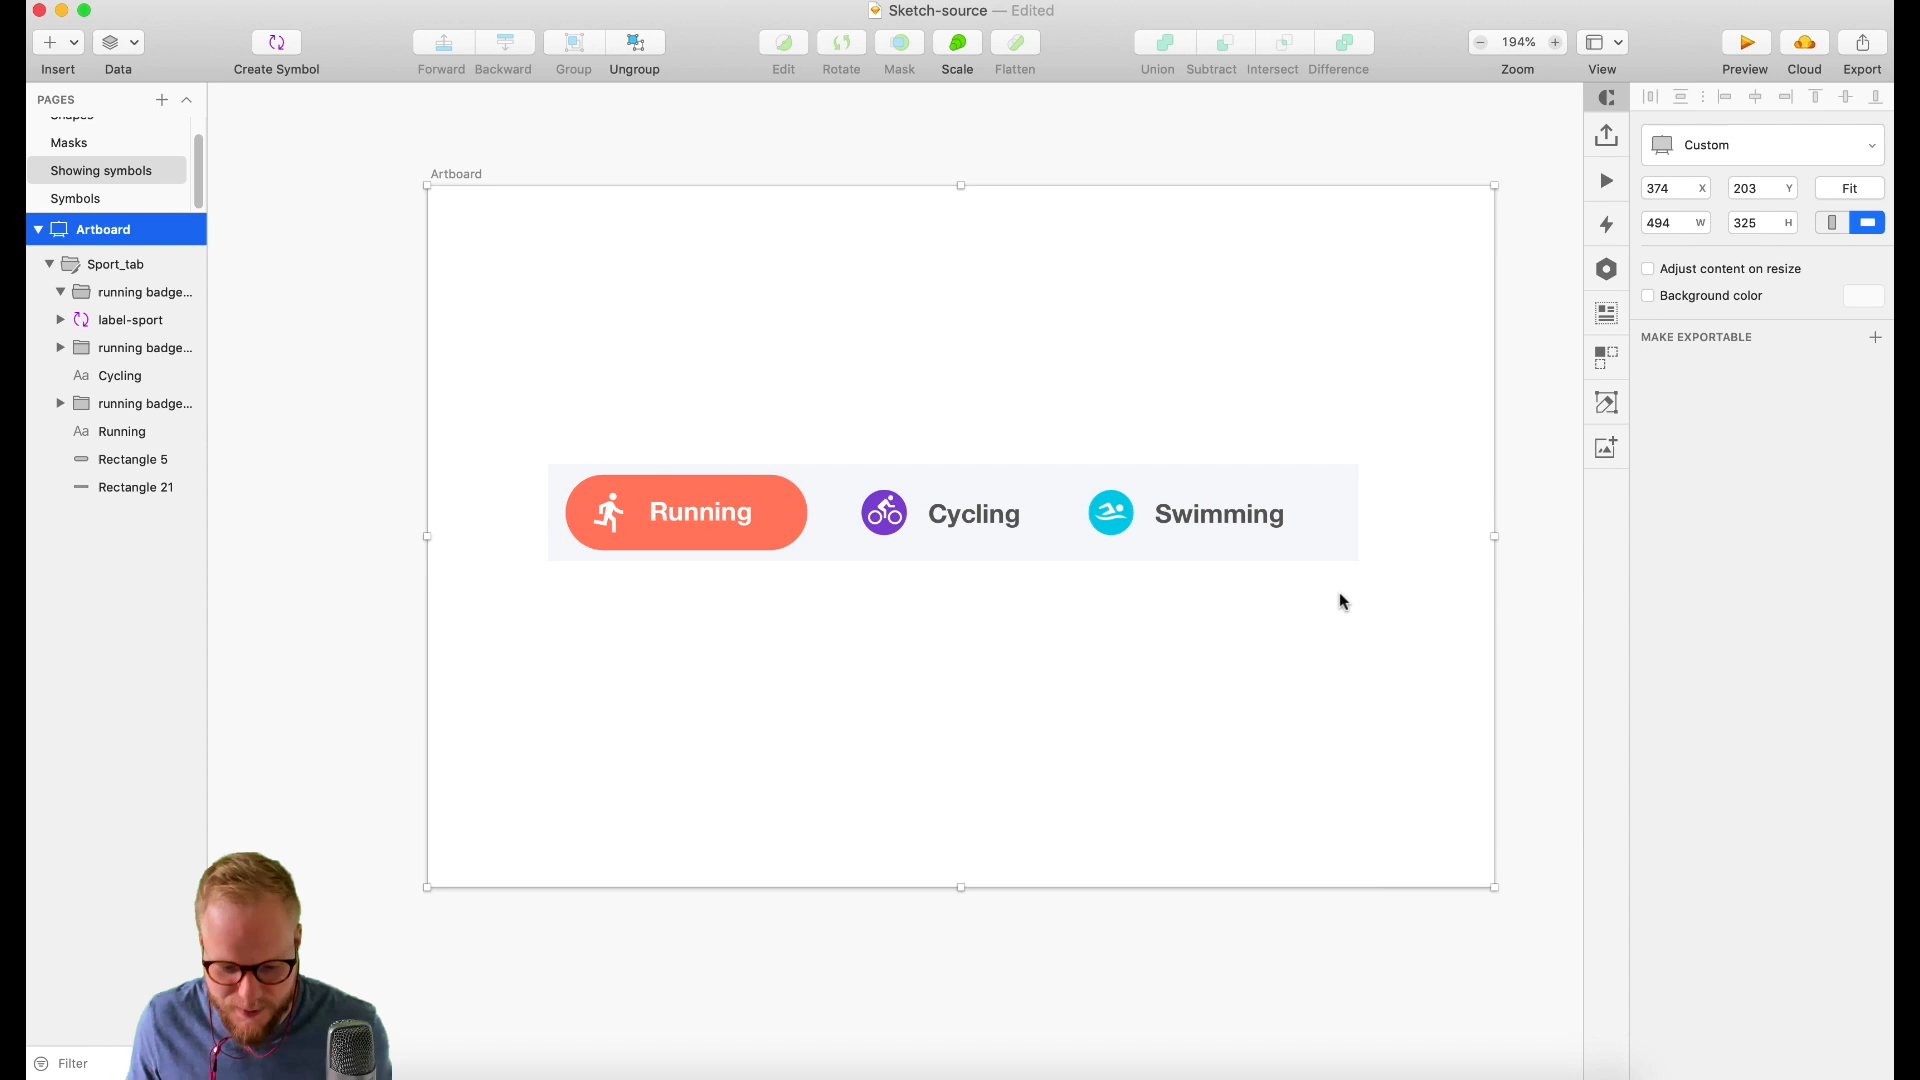 Sketch-source — Edited
Insert
Data
Create Symbol
Forward
Backward
Group
Ungroup
Edit
Rotate
Mask
Scale
Flatten
Union
Subtract
Intersect
Difference
194%
Zoom
View
Preview
Cloud
Export
PAGES
Shapes
Masks
Showing symbols
Symbols
Artboard
Sport_tab
running badge...
label-sport
running badge...
Aa Cycling
running badge...
Aa Running
Rectangle 5
Rectangle 21
Filter
Artboard
Running
Cycling
Swimming
Custom
374 X
203 Y
Fit
494 W
325 H
Adjust content on resize
Background color
MAKE EXPORTABLE